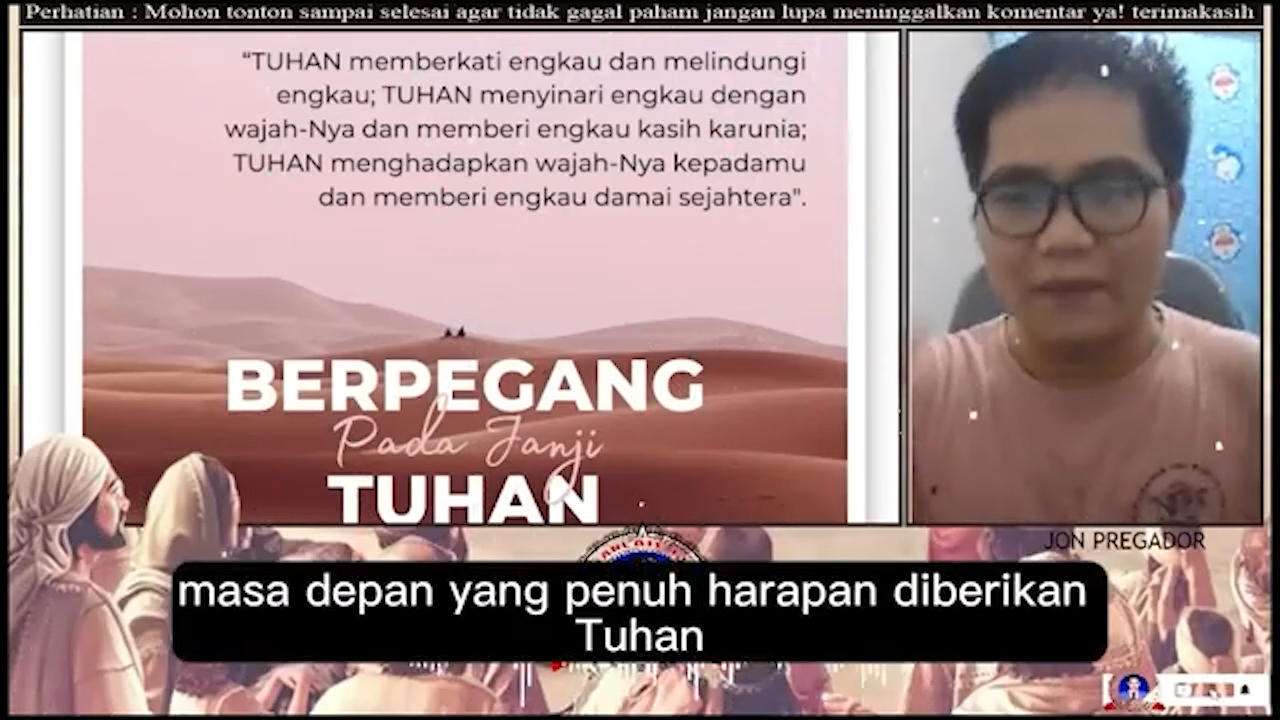 Perhatian : Mohon tonton sampai selesai agar tidak gagal paham jangan lupa meninggalkan komentar ya! terimakasih
“TUHAN memberkati engkau dan melindungi
engkau; TUHAN menyinari engkau dengan
wajah-Nya dan memberi engkau kasih karunia;
TUHAN menghadapkan wajah-Nya kepadamu
dan memberi engkau damai sejahtera".
BERPEGANG
Pada Janji
TUHAN
JON PREGADOR
masa depan yang penuh harapan diberikan
Tuhan